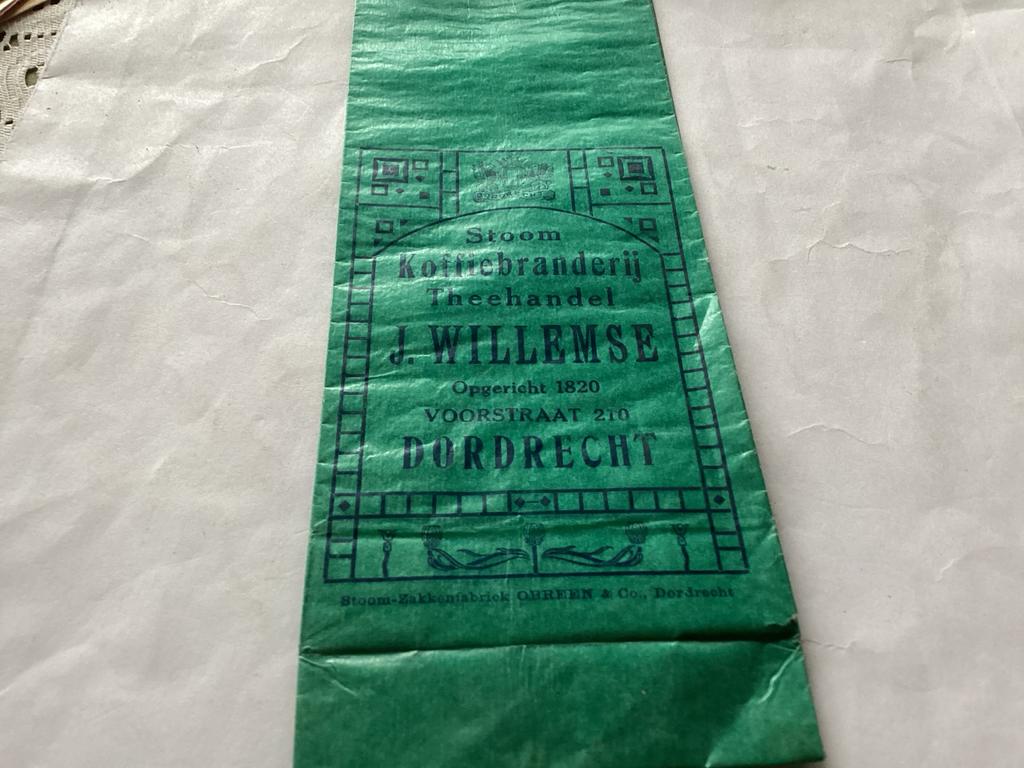 Stoom
Koffiebranderij
Theehandel
J. WILLEMSE
Opgericht 1820
VOORSTRAAT 210
DORDRECHT
Stoom-Zakkenfabriek OBREEN & Co., Dordrecht